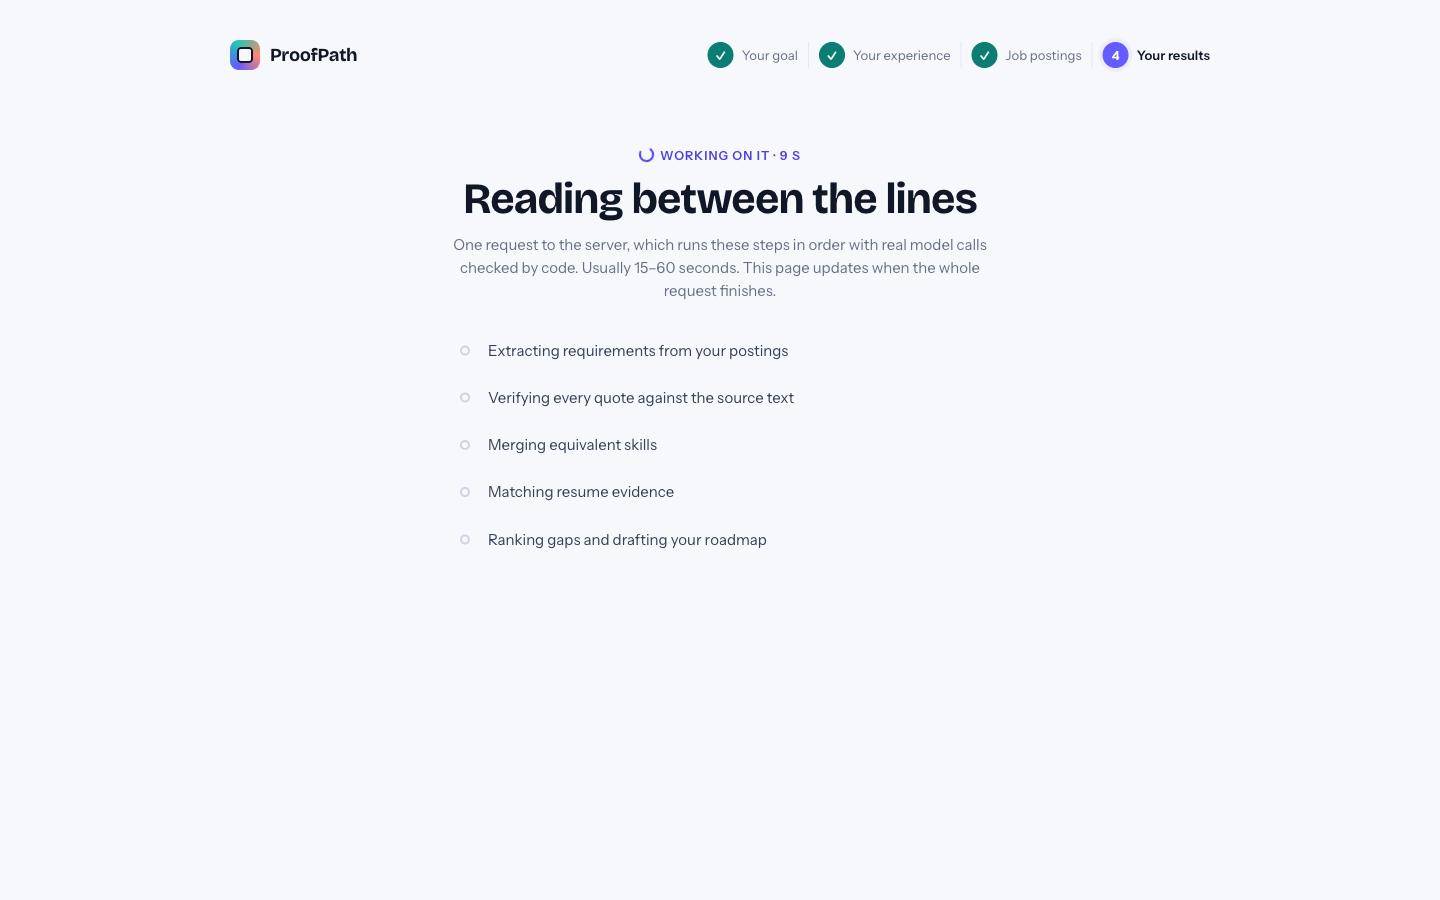 ProofPath
Your goal
Your experience
Job postings
4 Your results
WORKING ON IT · 9 S
Reading between the lines
One request to the server, which runs these steps in order with real model calls
checked by code. Usually 15–60 seconds. This page updates when the whole
request finishes.
Extracting requirements from your postings
Verifying every quote against the source text
Merging equivalent skills
Matching resume evidence
Ranking gaps and drafting your roadmap